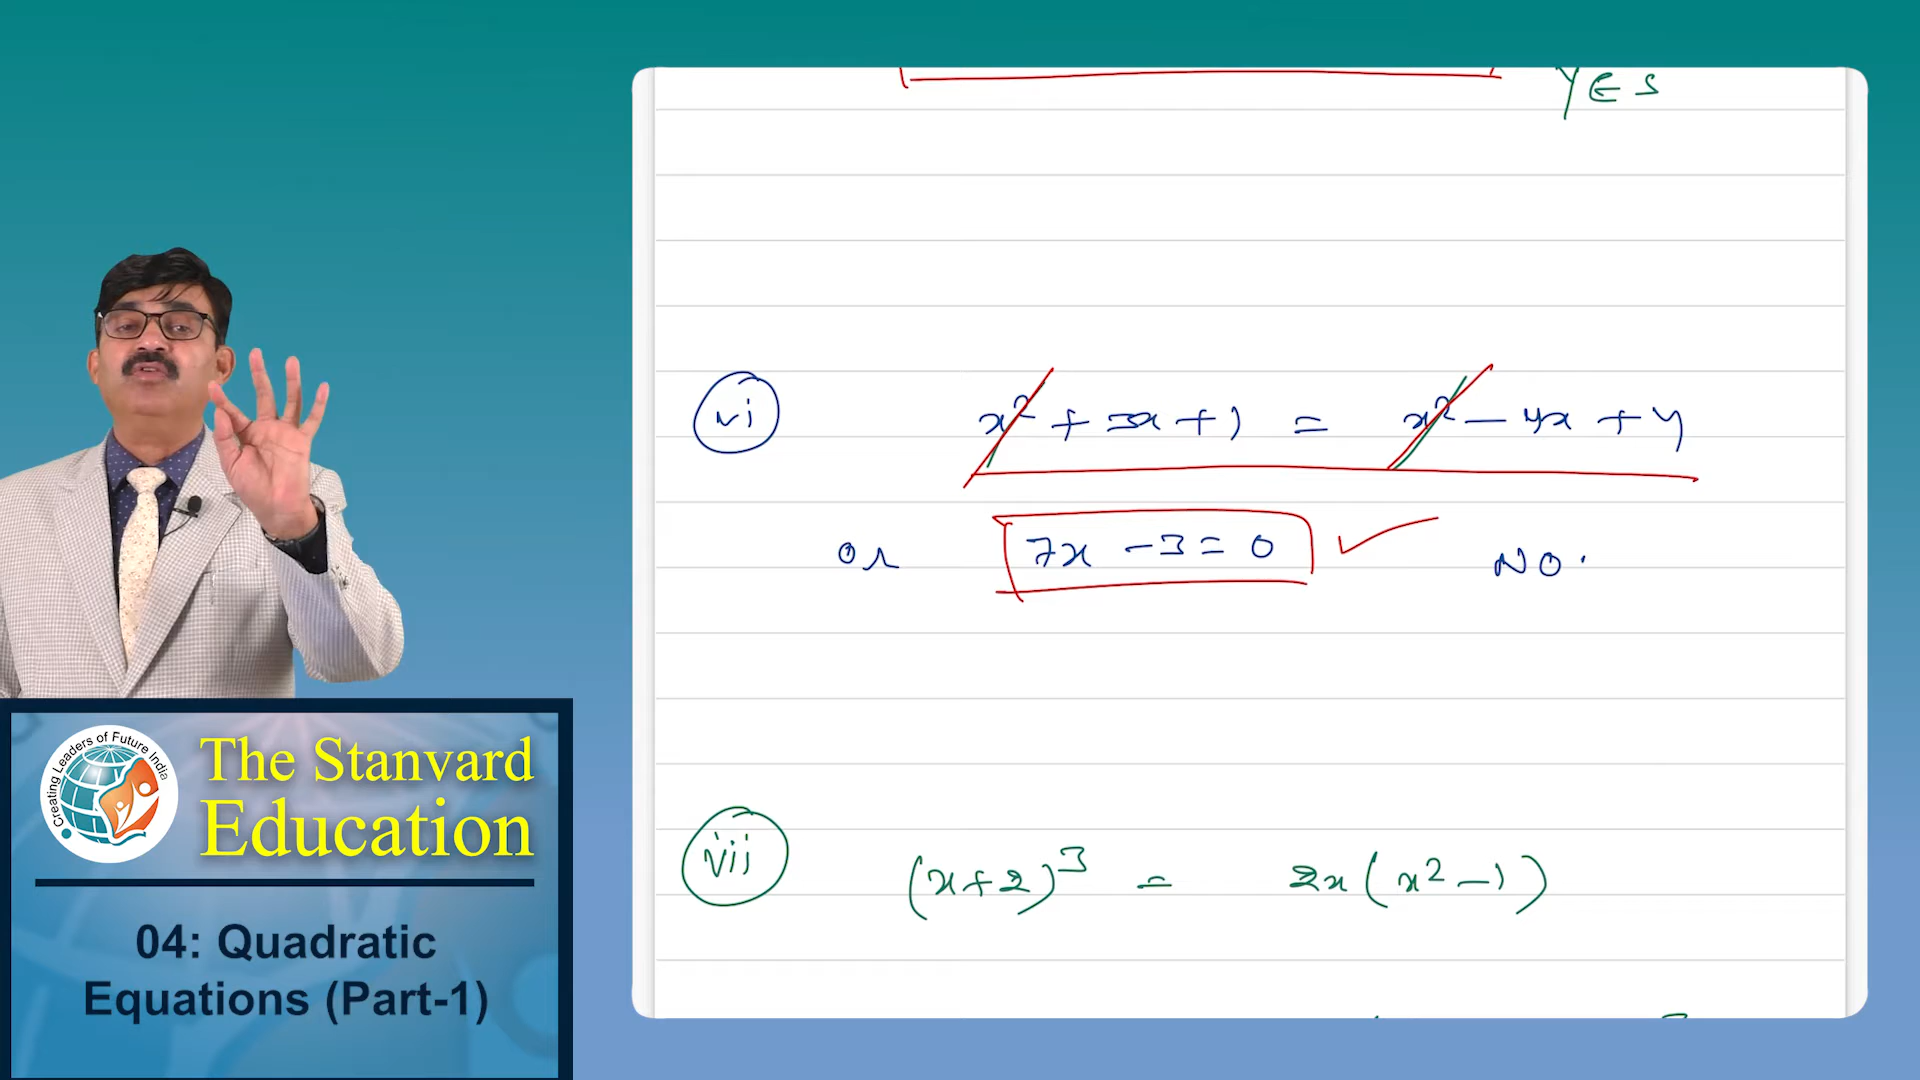 YES
vi x² + 3x + 1 = x² - 4x + 4
or 7x - 3 = 0 ✓ NO.
vii (x+2)³ = 2x(x² - 1)
Creating Leaders of Future India
The Stanvard
Education
04: Quadratic
Equations (Part-1)